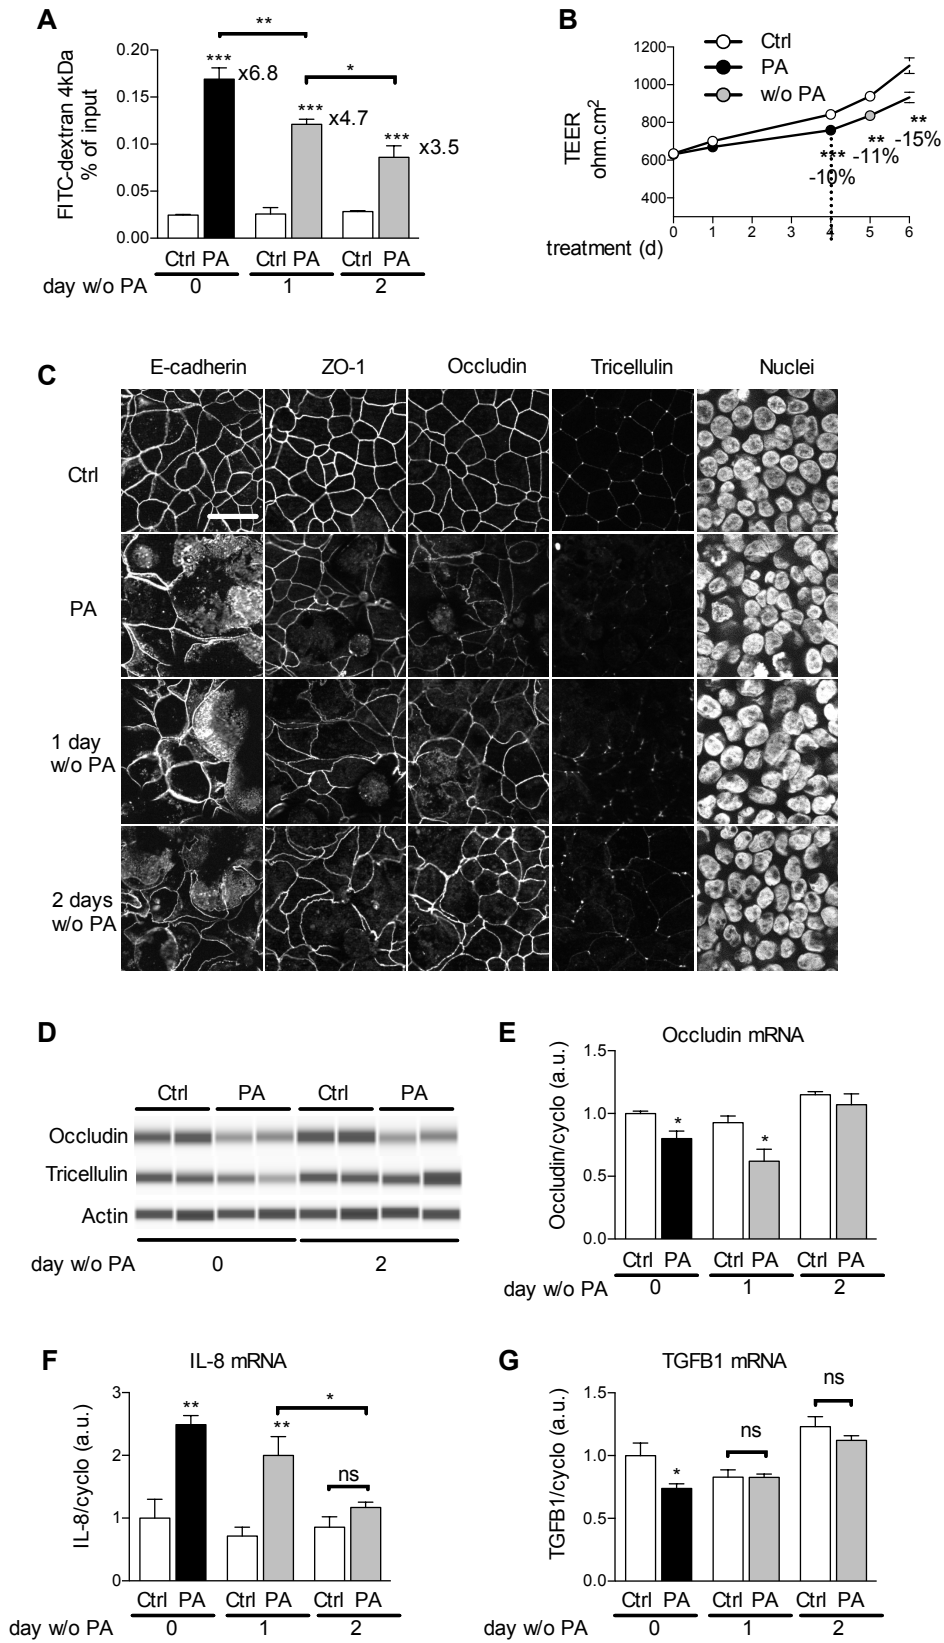 A
FITC-dextran 4kDa
% of input
0.20
0.15
0.10
0.05
0.00
**
*
***
x6.8
***
x4.7
***
x3.5
Ctrl PA Ctrl PA Ctrl PA
day w/o PA 0 1 2
B
TEER
ohm.cm2
1200
1000
800
600
400
Ctrl
PA
w/o PA
***
-10%
**
-11%
**
-15%
0 1 2 3 4 5 6
treatment (d)
C
E-cadherin ZO-1 Occludin Tricellulin Nuclei
Ctrl
PA
1 day
w/o PA
2 days
w/o PA
D
Ctrl PA Ctrl PA
Occludin
Tricellulin
Actin
day w/o PA 0 2
E
Occludin mRNA
Occludin/cyclo (a.u.)
1.5
1.0
0.5
0.0
*
*
Ctrl PA Ctrl PA Ctrl PA
day w/o PA 0 1 2
F
IL-8 mRNA
IL-8/cyclo (a.u.)
3
2
1
0
**
**
*
ns
Ctrl PA Ctrl PA Ctrl PA
day w/o PA 0 1 2
G
TGFB1 mRNA
TGFB1/cyclo (a.u.)
1.5
1.0
0.5
0.0
*
ns
ns
Ctrl PA Ctrl PA Ctrl PA
day w/o PA 0 1 2